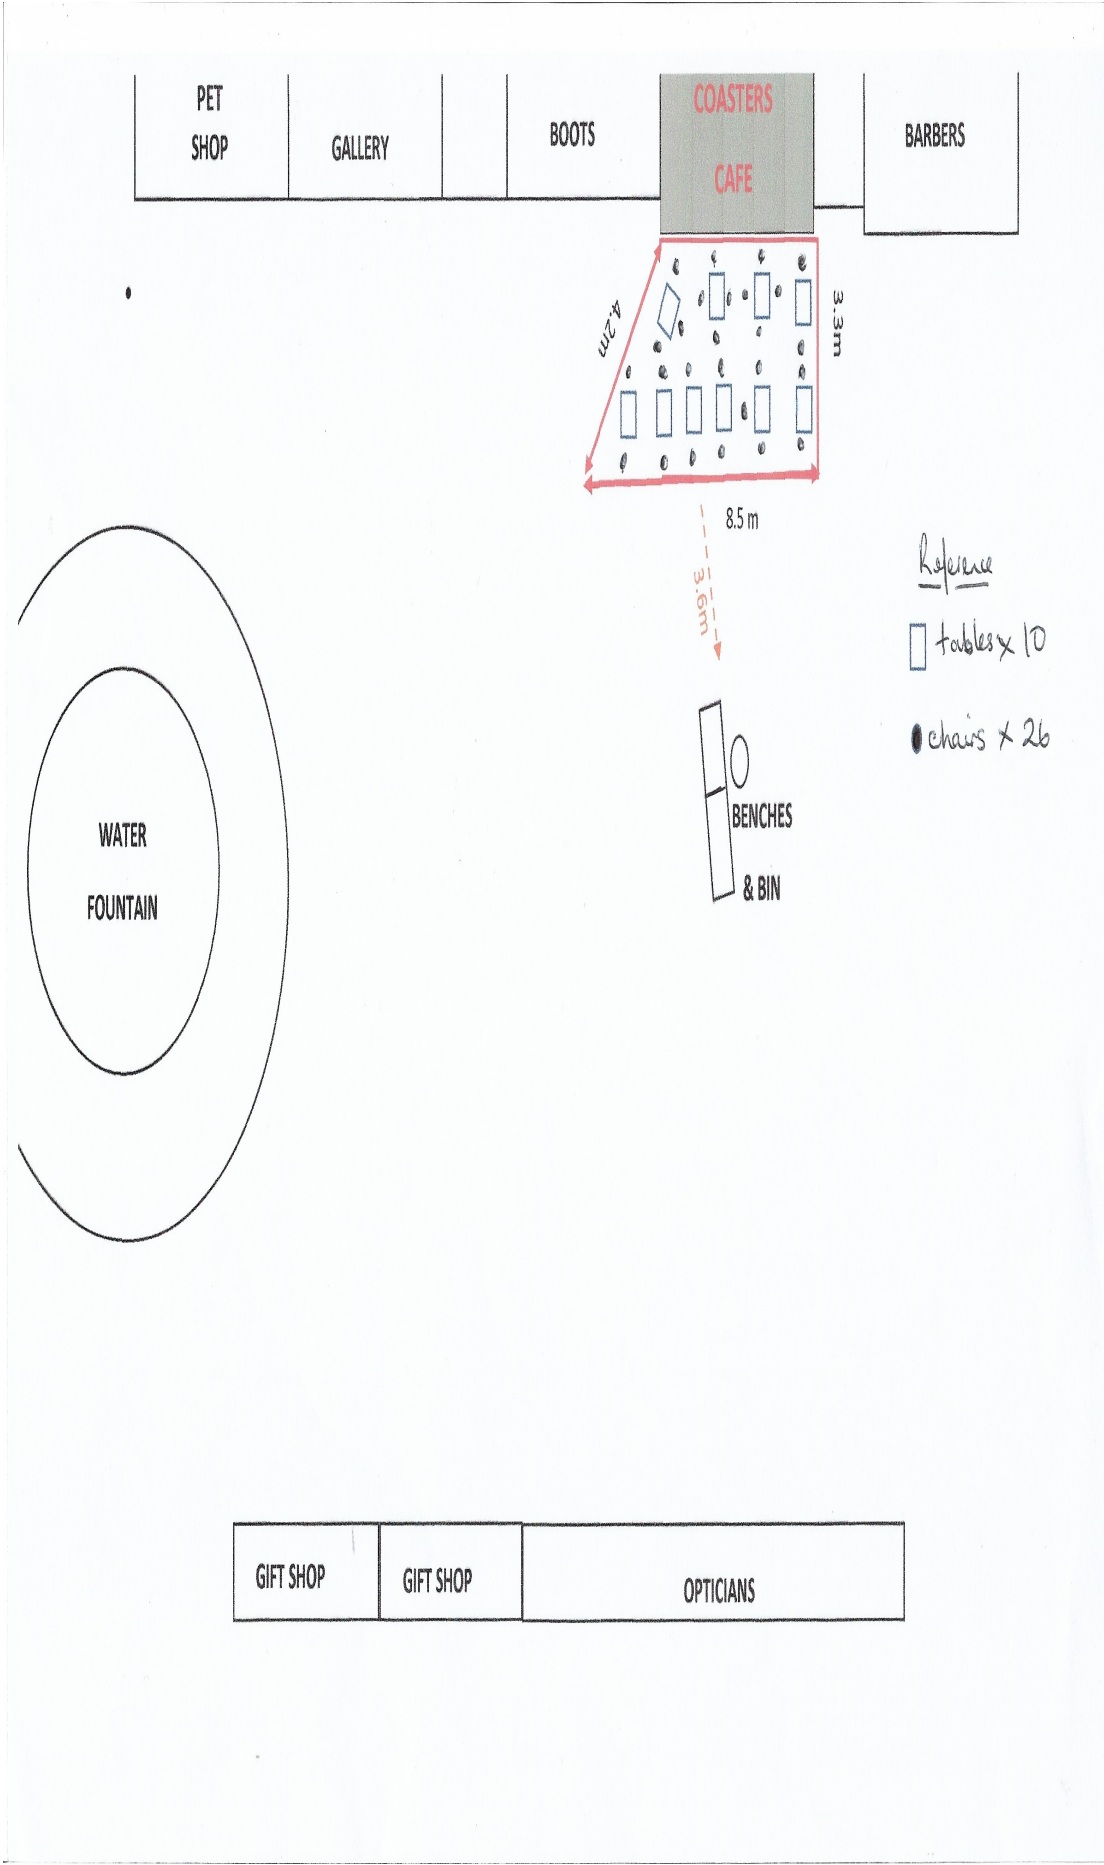 PET
SHOP
GALLERY
BOOTS
COASTERS
CAFE
BARBERS
4.2m
3.3m
8.5 m
3.6m
Reference
tables x 10
chairs x 26
BENCHES
& BIN
WATER
FOUNTAIN
GIFT SHOP
GIFT SHOP
OPTICIANS